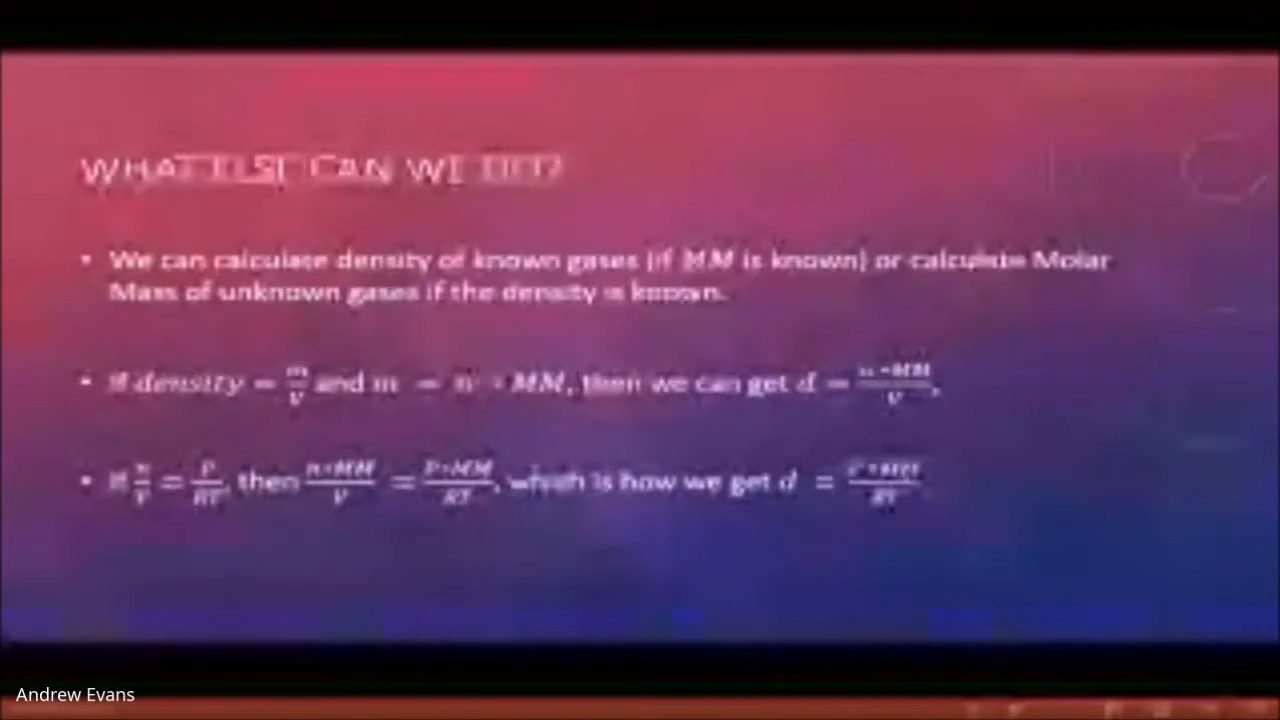 WHAT ELSE CAN WE DO?
• We can calculate density of known gases (if MM is known) or calculate Molar
Mass of unknown gases if the density is known.
• If density = m/V and m = n * MM, then we can get d = n*MM/V.
• If n/V = P/RT, then n*MM/V = P*MM/RT, which is how we get d = P*MM/RT
Andrew Evans